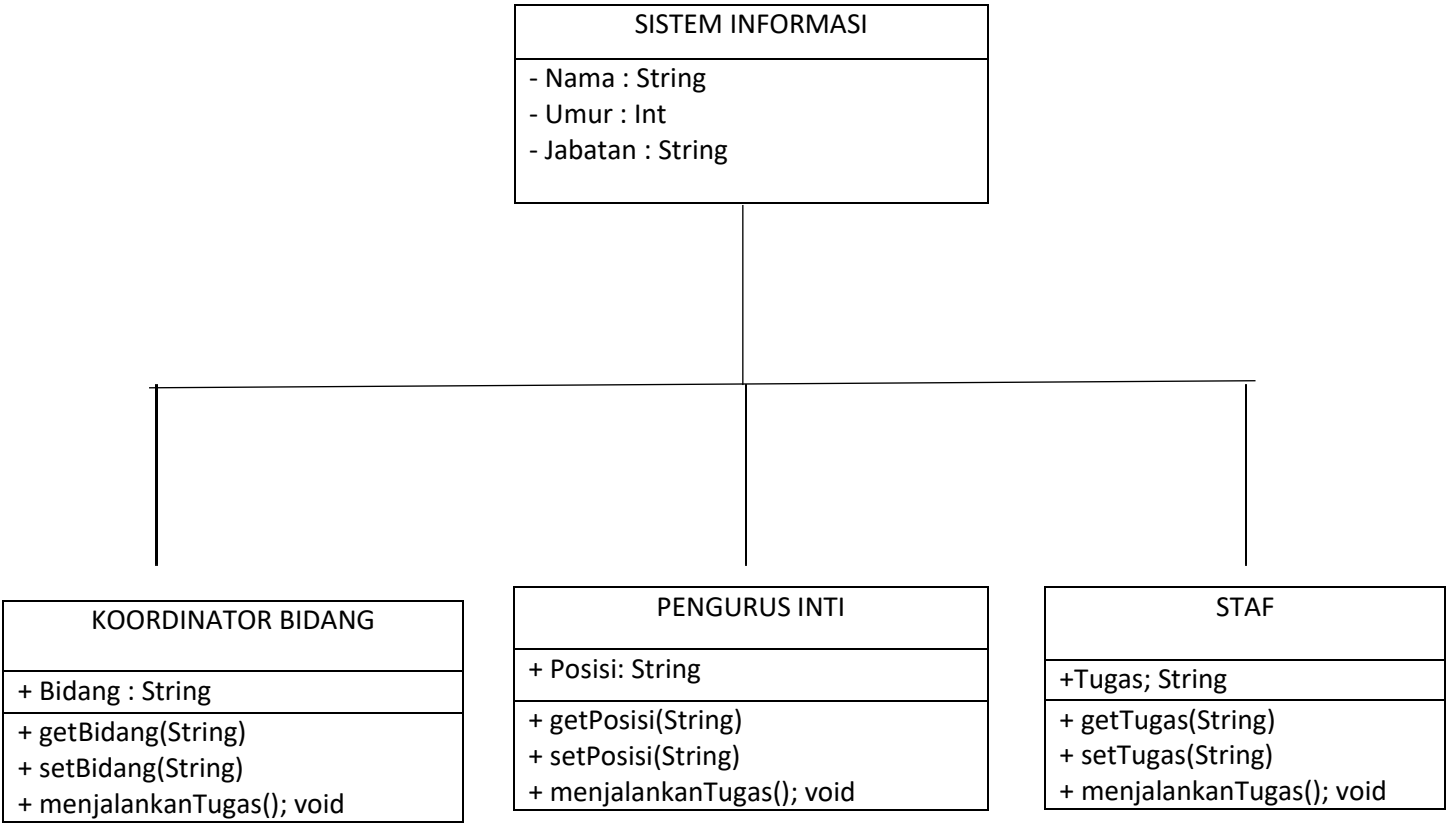 SISTEM INFORMASI
- Nama : String
- Umur : Int
- Jabatan : String
KOORDINATOR BIDANG
+ Bidang : String
+ getBidang(String)
+ setBidang(String)
+ menjalankanTugas(); void
PENGURUS INTI
+ Posisi: String
+ getPosisi(String)
+ setPosisi(String)
+ menjalankanTugas(); void
STAF
+Tugas; String
+ getTugas(String)
+ setTugas(String)
+ menjalankanTugas(); void